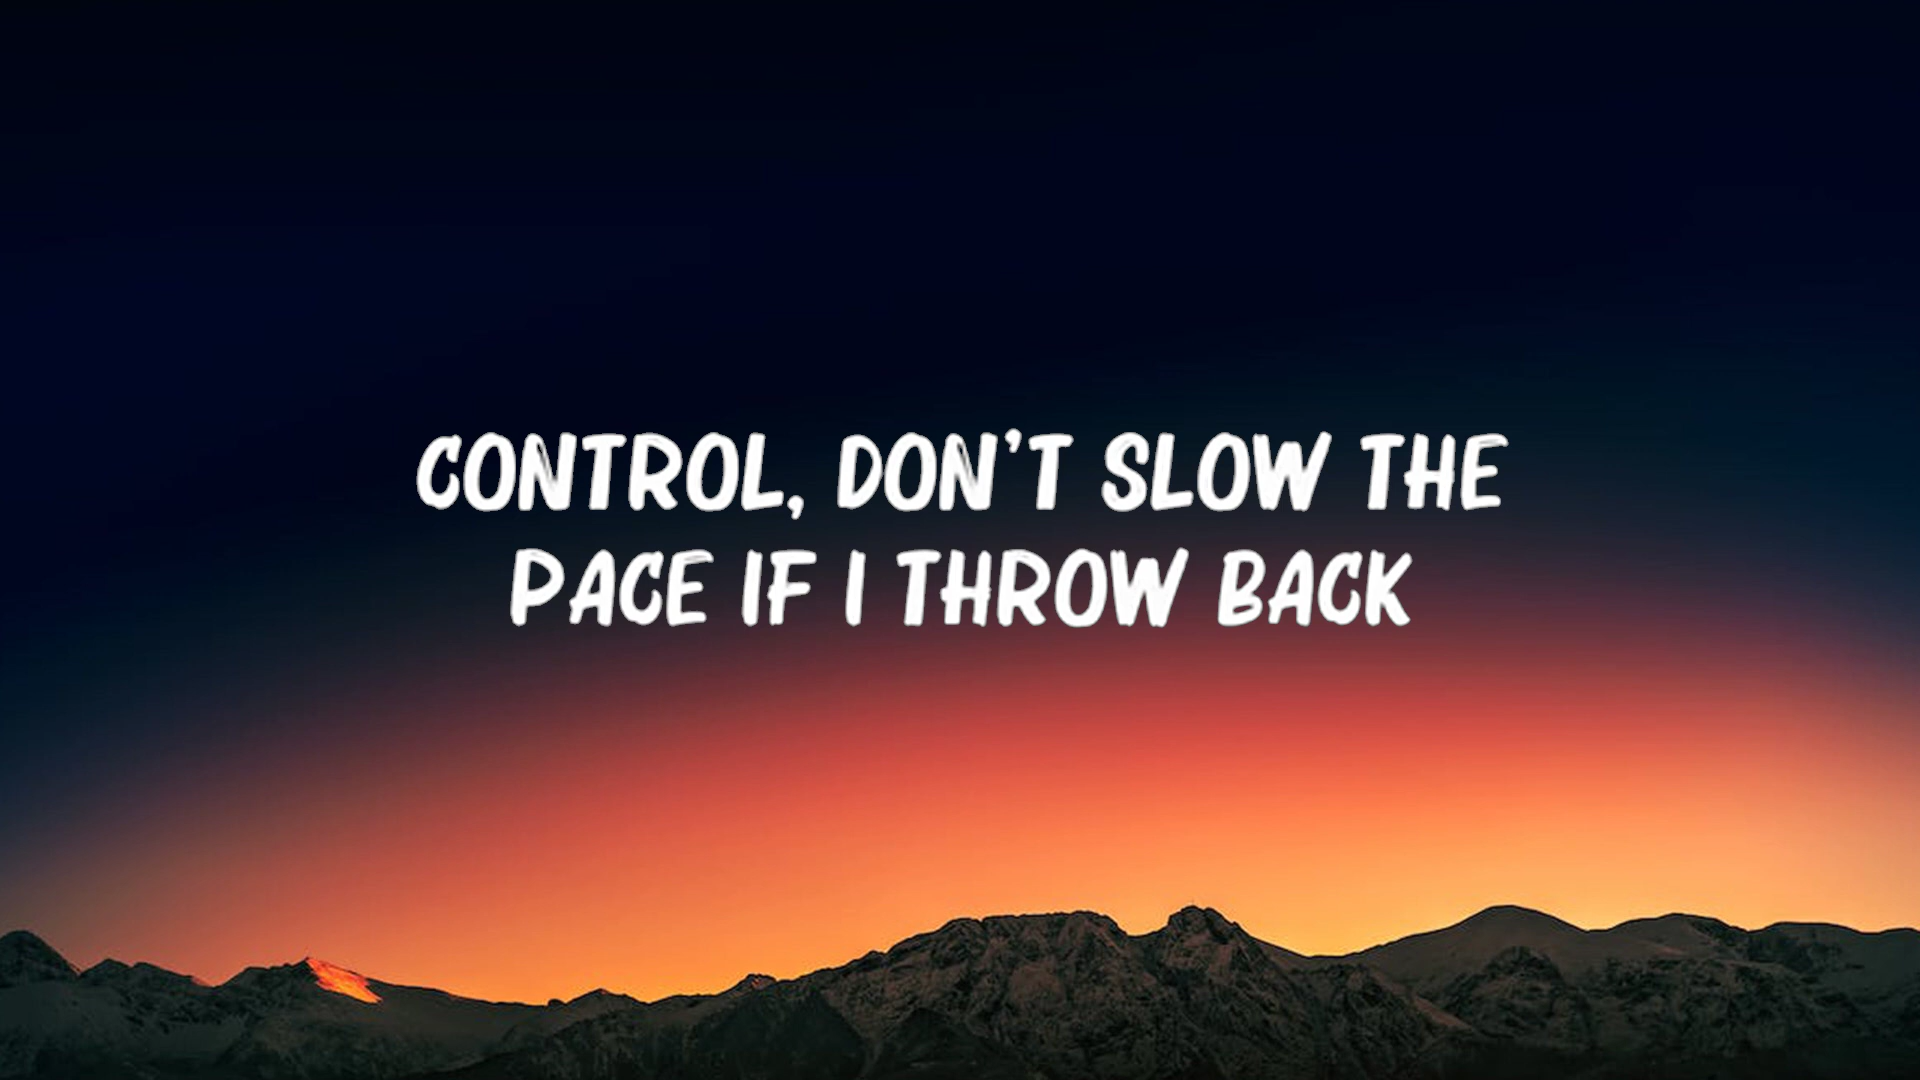 CONTROL, DON'T SLOW THE
PACE IF I THROW BACK